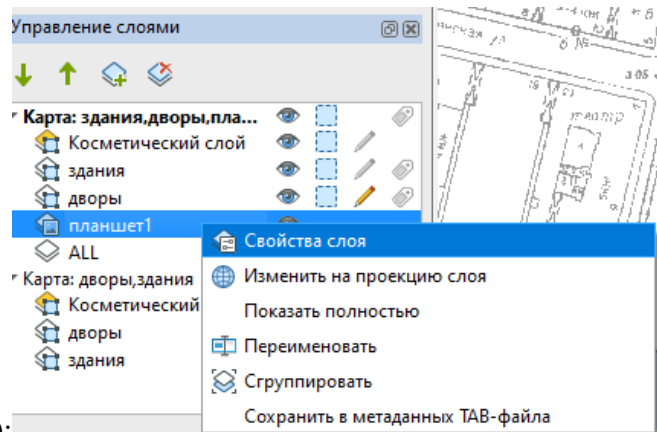 Управление слоями
Карта: здания,дворы,пла...
Косметический слой
здания
дворы
планшет1
ALL
Карта: дворы,здания
Косметический
дворы
здания
Свойства слоя
Изменить на проекцию слоя
Показать полностью
Переименовать
Сгруппировать
Сохранить в метаданных TAB-файла
театр